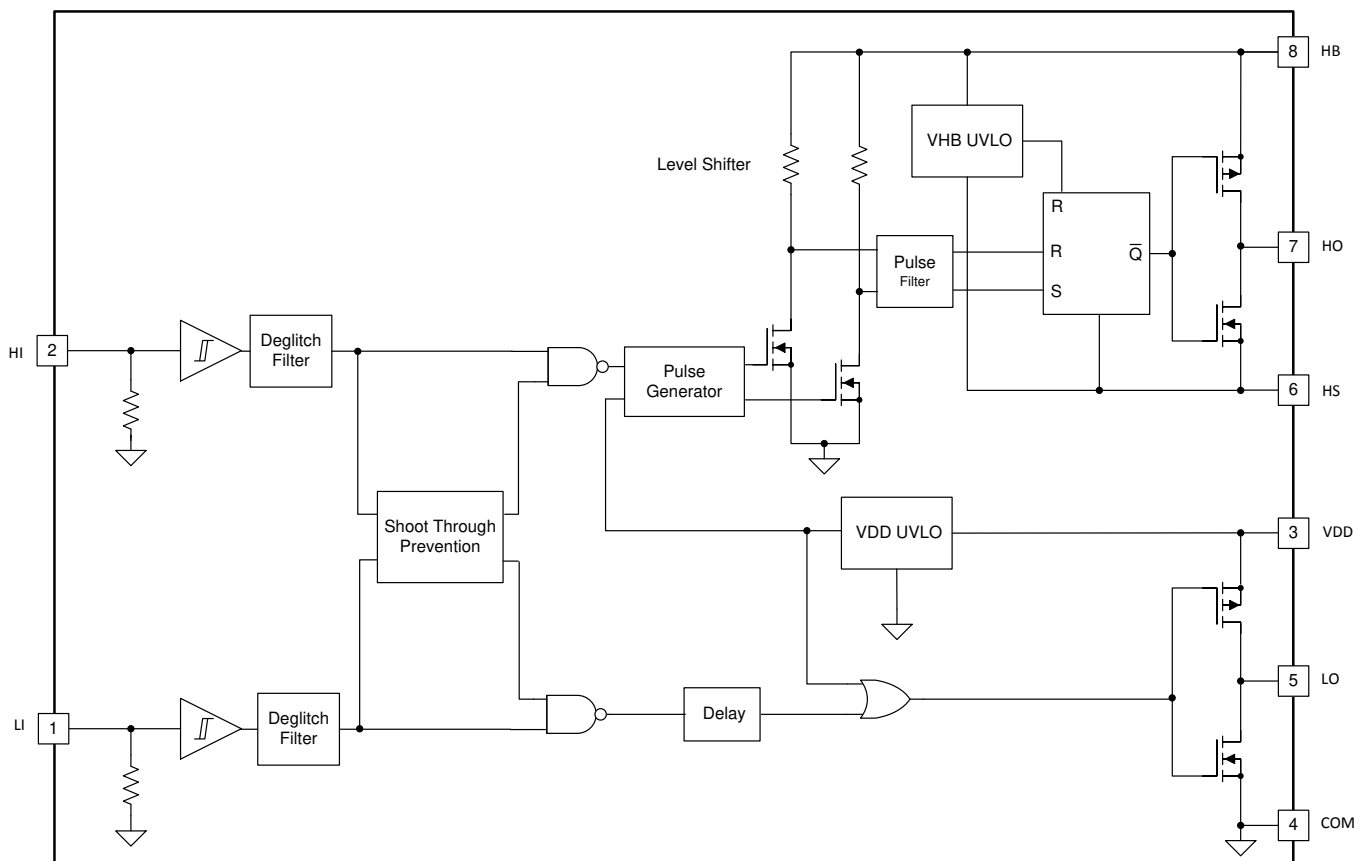 8 HB
VHB UVLO
Level Shifter
R
R
S
Q̅
Pulse
Filter
7 HO
HI 2
Deglitch
Filter
Pulse
Generator
6 HS
Shoot Through
Prevention
VDD UVLO
3 VDD
LI 1
Deglitch
Filter
Delay
5 LO
4 COM